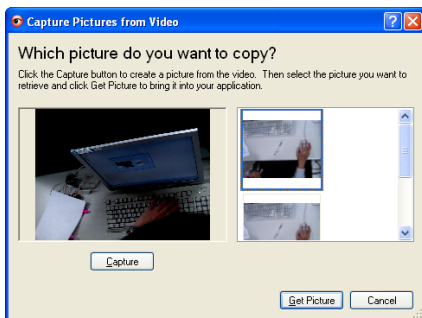 Capture Pictures from Video
Which picture do you want to copy?
Click the Capture button to create a picture from the video. Then select the picture you want to
retrieve and click Get Picture to bring it into your application.
Capture
Get Picture
Cancel